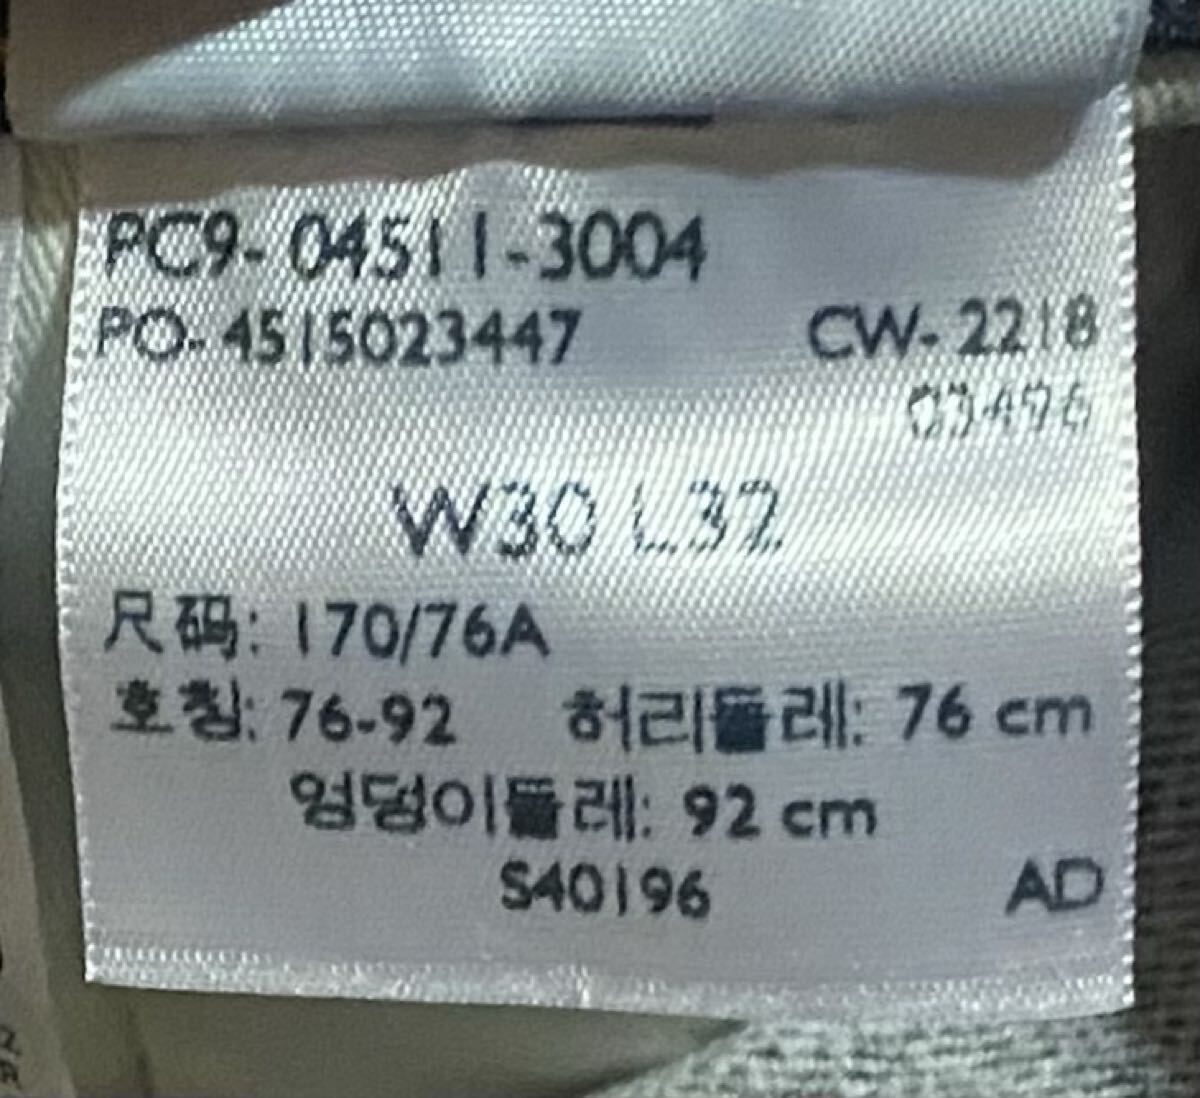 PC9-04511-3004
PO-4515023447 CW-2218
03496
W30 L32
尺码: 170/76A
호칭: 76-92 허리둘레: 76 cm
엉덩이둘레: 92 cm
S40196 AD